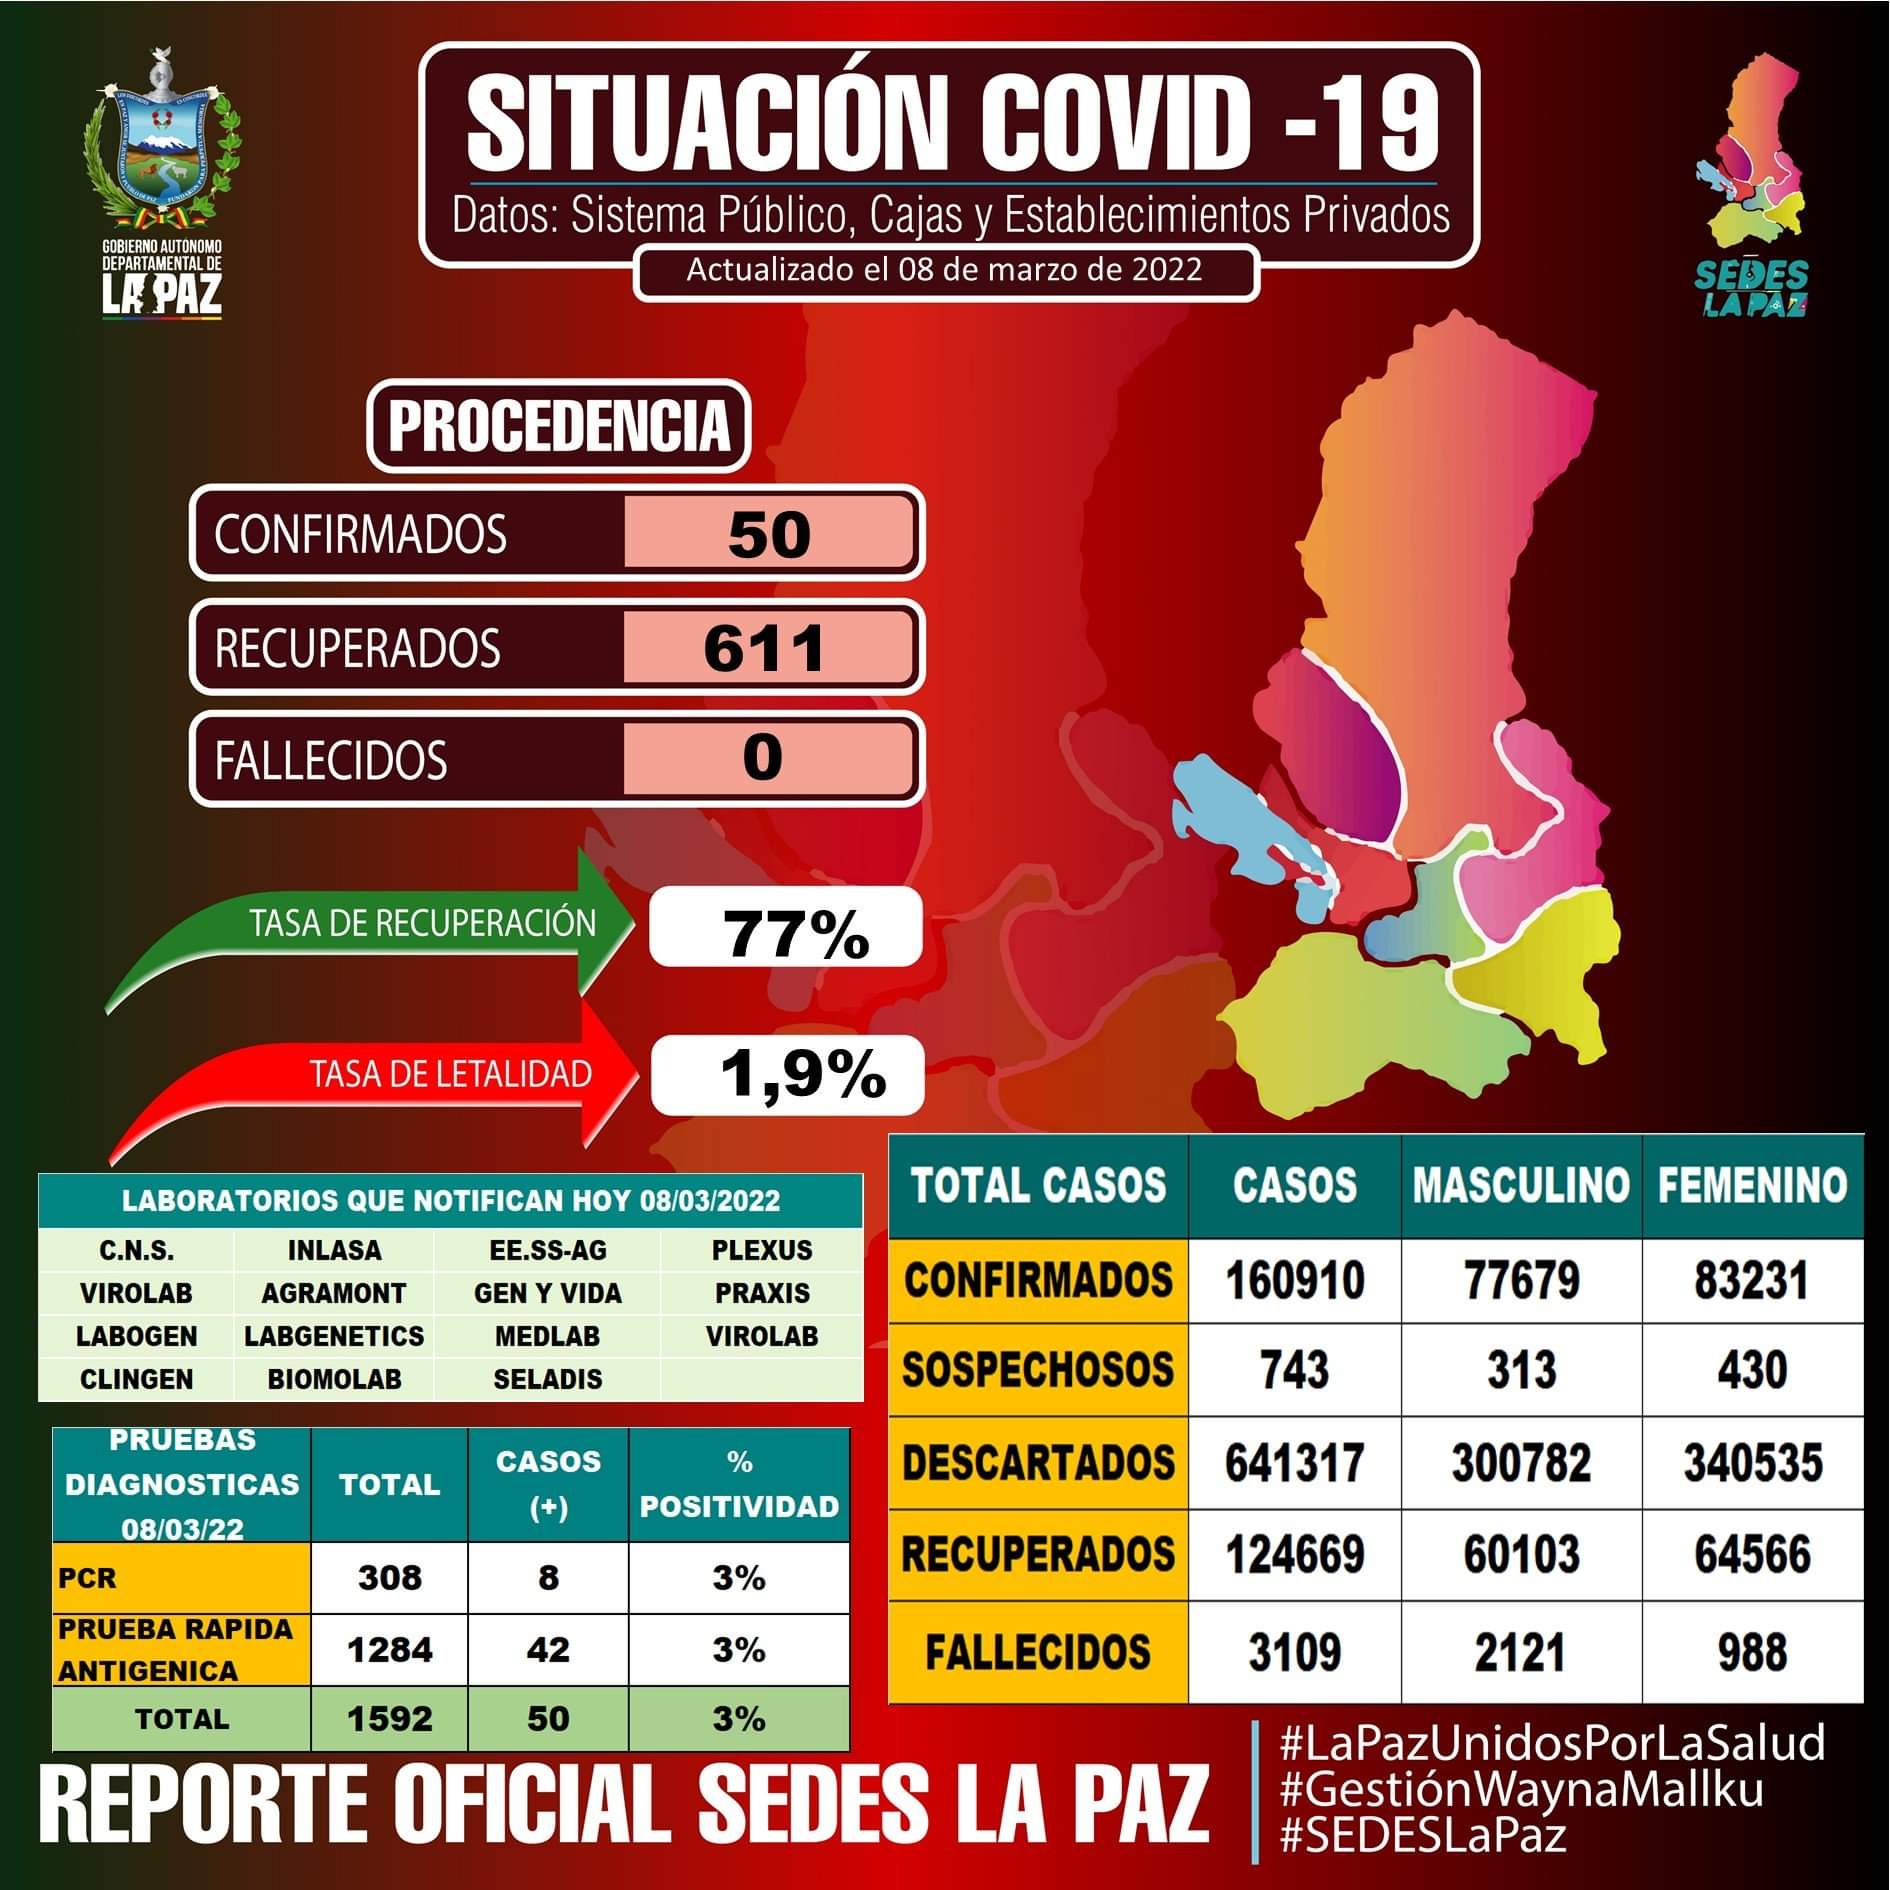 GOBIERNO AUTÓNOMO
DEPARTAMENTAL DE
LA PAZ
SITUACIÓN COVID -19
Datos: Sistema Público, Cajas y Establecimientos Privados
Actualizado el 08 de marzo de 2022
SEDES
LA PAZ
PROCEDENCIA
CONFIRMADOS 50
RECUPERADOS 611
FALLECIDOS 0
TASA DE RECUPERACIÓN 77%
TASA DE LETALIDAD 1,9%
LABORATORIOS QUE NOTIFICAN HOY 08/03/2022
C.N.S. INLASA EE.SS-AG PLEXUS
VIROLAB AGRAMONT GEN Y VIDA PRAXIS
LABOGEN LABGENETICS MEDLAB VIROLAB
CLINGEN BIOMOLAB SELADIS
PRUEBAS
DIAGNOSTICAS
08/03/22
TOTAL
CASOS
(+)
%
POSITIVIDAD
PCR 308 8 3%
PRUEBA RAPIDA
ANTIGENICA
1284 42 3%
TOTAL 1592 50 3%
TOTAL CASOS CASOS MASCULINO FEMENINO
CONFIRMADOS 160910 77679 83231
SOSPECHOSOS 743 313 430
DESCARTADOS 641317 300782 340535
RECUPERADOS 124669 60103 64566
FALLECIDOS 3109 2121 988
REPORTE OFICIAL SEDES LA PAZ
#LaPazUnidosPorLaSalud
#GestiónWaynaMallku
#SEDESLaPaz